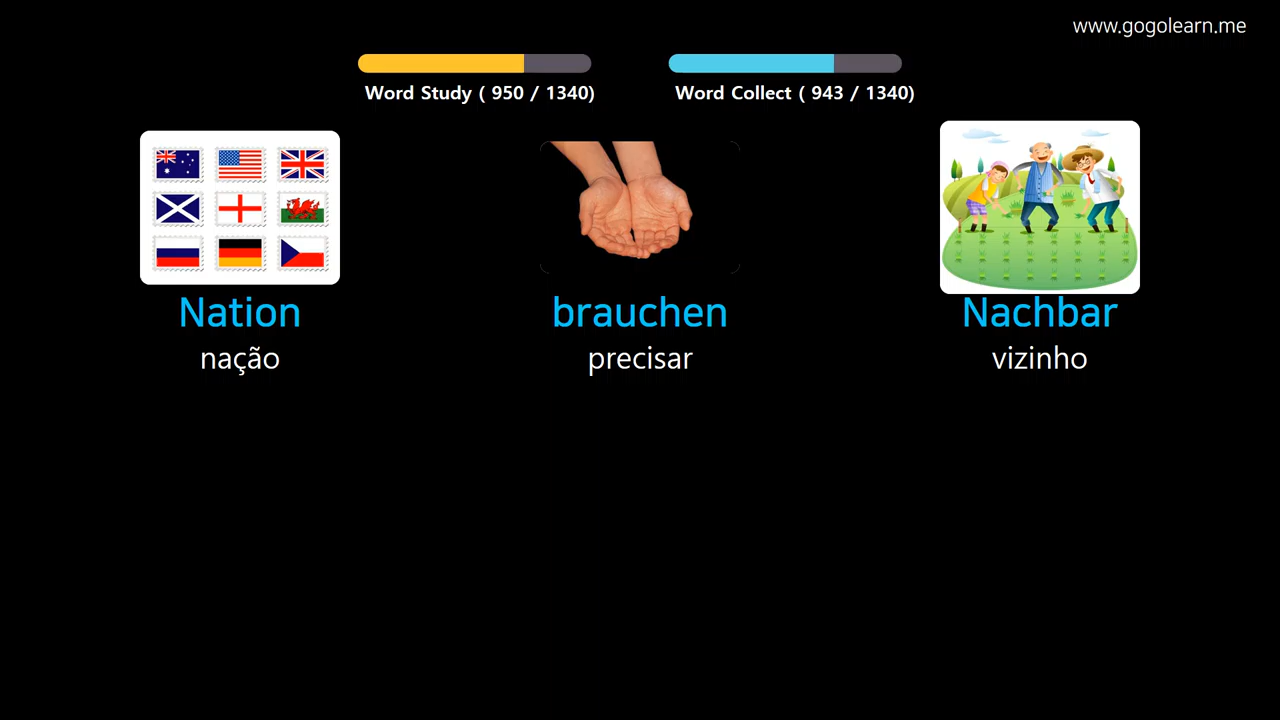 www.gogolearn.me
Word Study ( 950 / 1340)
Word Collect ( 943 / 1340)
Nation
brauchen
Nachbar
nação
precisar
vizinho